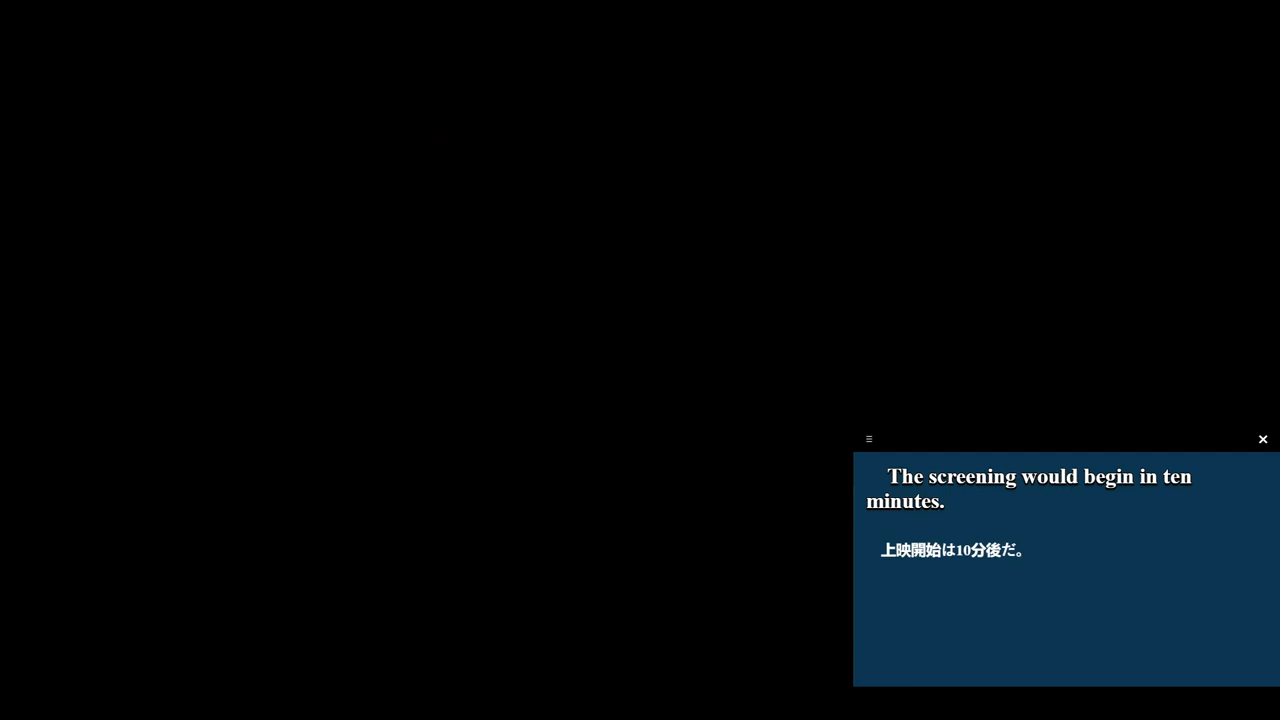 The screening would begin in ten
minutes.
上映開始は10分後だ。